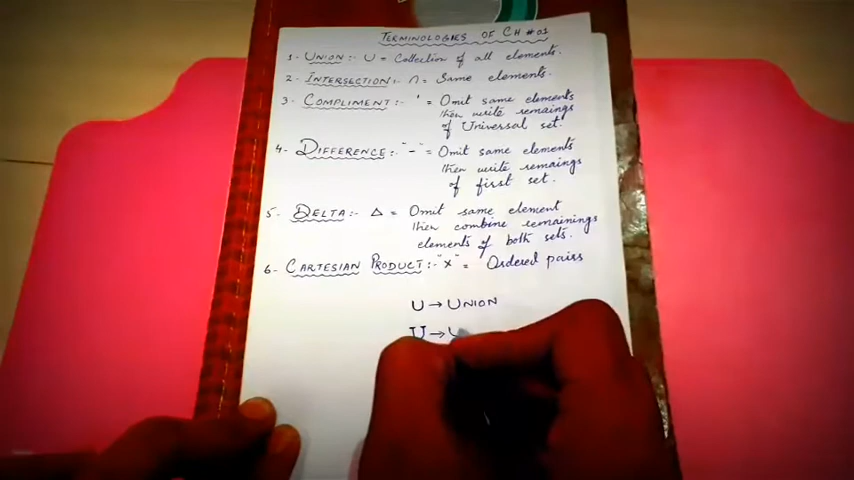 TERMINOLOGIES OF CH # 01
1- UNION :- U = Collection of all elements.
2- INTERSECTION :- ∩ = Same elements.
3- COMPLIMENT :- ' = Omit same elements
then write remainings
of Universal set.
4- DIFFERENCE :- "-" = Omit same elements
then write remainings
of first set.
5- DELTA :- △ = Omit same element
then combine remainings
elements of both sets.
6- CARTESIAN PRODUCT :- "x" = Ordered pairs
U → UNION
U →